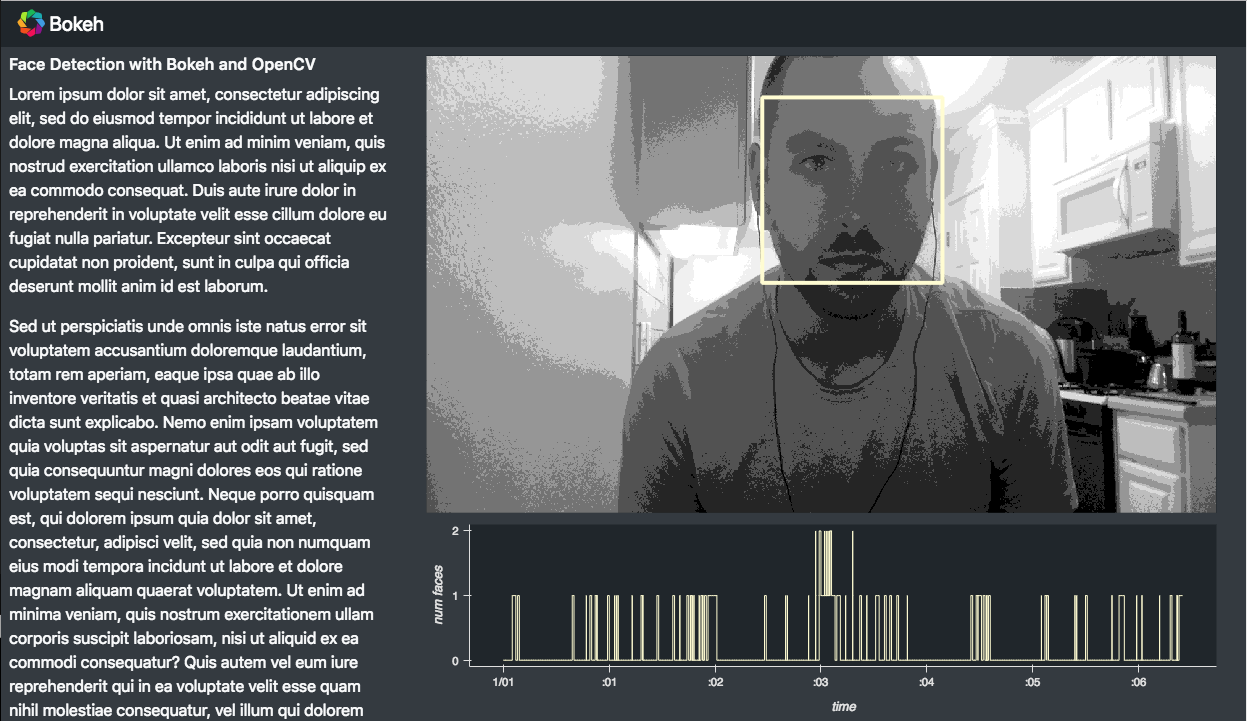 Bokeh
Face Detection with Bokeh and OpenCV
Lorem ipsum dolor sit amet, consectetur adipiscing
elit, sed do eiusmod tempor incididunt ut labore et
dolore magna aliqua. Ut enim ad minim veniam, quis
nostrud exercitation ullamco laboris nisi ut aliquip ex
ea commodo consequat. Duis aute irure dolor in
reprehenderit in voluptate velit esse cillum dolore eu
fugiat nulla pariatur. Excepteur sint occaecat
cupidatat non proident, sunt in culpa qui officia
deserunt mollit anim id est laborum.
Sed ut perspiciatis unde omnis iste natus error sit
voluptatem accusantium doloremque laudantium,
totam rem aperiam, eaque ipsa quae ab illo
inventore veritatis et quasi architecto beatae vitae
dicta sunt explicabo. Nemo enim ipsam voluptatem
quia voluptas sit aspernatur aut odit aut fugit, sed
quia consequuntur magni dolores eos qui ratione
voluptatem sequi nesciunt. Neque porro quisquam
est, qui dolorem ipsum quia dolor sit amet,
consectetur, adipisci velit, sed quia non numquam
eius modi tempora incidunt ut labore et dolore
magnam aliquam quaerat voluptatem. Ut enim ad
minima veniam, quis nostrum exercitationem ullam
corporis suscipit laboriosam, nisi ut aliquid ex ea
commodi consequatur? Quis autem vel eum iure
reprehenderit qui in ea voluptate velit esse quam
nihil molestiae consequatur, vel illum qui dolorem
2
1
0
num faces
1/01 :01 :02 :03 :04 :05 :06
time